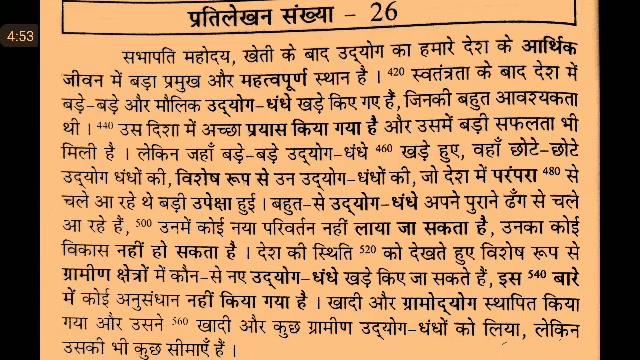 प्रतिलेखन संख्या – 26
4:53
सभापति महोदय, खेती के बाद उद्योग का हमारे देश के आर्थिक
जीवन में बड़ा प्रमुख और महत्वपूर्ण स्थान है । 420 स्वतंत्रता के बाद देश में
बड़े–बड़े और मौलिक उद्योग–धंधे खड़े किए गए हैं, जिनकी बहुत आवश्यकता
थी । 440 उस दिशा में अच्छा प्रयास किया गया है और उसमें बड़ी सफलता भी
मिली है । लेकिन जहाँ बड़े–बड़े उद्योग–धंधे 460 खड़े हुए, वहाँ छोटे–छोटे
उद्योग धंधों की, विशेष रूप से उन उद्योग–धंधों की, जो देश में परंपरा 480 से
चले आ रहे थे बड़ी उपेक्षा हुई । बहुत–से उद्योग–धंधे अपने पुराने ढँग से चले
आ रहे हैं, 500 उनमें कोई नया परिवर्तन नहीं लाया जा सकता है, उनका कोई
विकास नहीं हो सकता है । देश की स्थिति 520 को देखते हुए विशेष रूप से
ग्रामीण क्षेत्रों में कौन–से नए उद्योग–धंधे खड़े किए जा सकते हैं, इस 540 बारे
में कोई अनुसंधान नहीं किया गया है । खादी और ग्रामोद्योग स्थापित किया
गया और उसने 560 खादी और कुछ ग्रामीण उद्योग–धंधों को लिया, लेकिन
उसकी भी कुछ सीमाएँ हैं ।